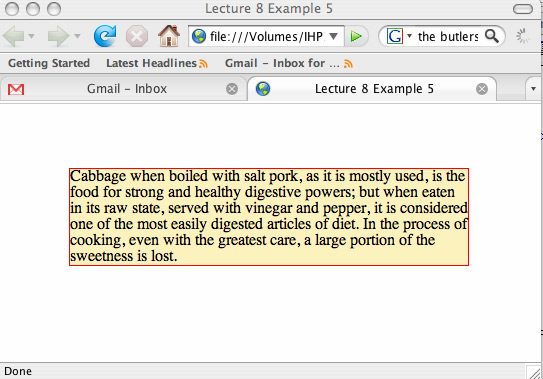 Lecture 8 Example 5
file:///Volumes/IHP
the butlers
Getting Started Latest Headlines Gmail - Inbox for ...
Gmail - Inbox Lecture 8 Example 5
Cabbage when boiled with salt pork, as it is mostly used, is the
food for strong and healthy digestive powers; but when eaten
in its raw state, served with vinegar and pepper, it is considered
one of the most easily digested articles of diet. In the process of
cooking, even with the greatest care, a large portion of the
sweetness is lost.
Done